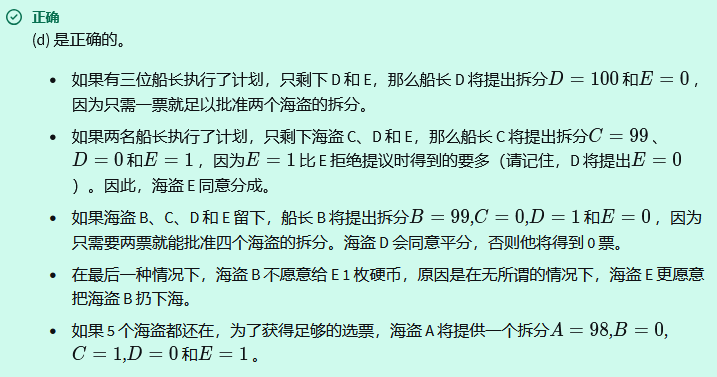 正确
(d) 是正确的。
• 如果有三位船长执行了计划，只剩下 D 和 E，那么船长 D 将提出拆分D = 100 和E = 0，
因为只需一票就足以批准两个海盗的拆分。
• 如果两名船长执行了计划，只剩下海盗 C、D 和 E，那么船长 C 将提出拆分C = 99、
D = 0 和E = 1，因为E = 1 比 E 拒绝提议时得到的要多（请记住，D 将提出E = 0
）。因此，海盗 E 同意分成。
• 如果海盗 B、C、D 和 E 留下，船长 B 将提出拆分B = 99,C = 0,D = 1 和E = 0，因为
只需要两票就能批准四个海盗的拆分。海盗 D 会同意平分，否则他将得到 0 票。
• 在最后一种情况下，海盗 B 不愿意给 E 1 枚硬币，原因是在无所谓的情况下，海盗 E 更愿意
把海盗 B 扔下海。
• 如果 5 个海盗都还在，为了获得足够的选票，海盗 A 将提供一个拆分A = 98,B = 0,
C = 1,D = 0 和E = 1。